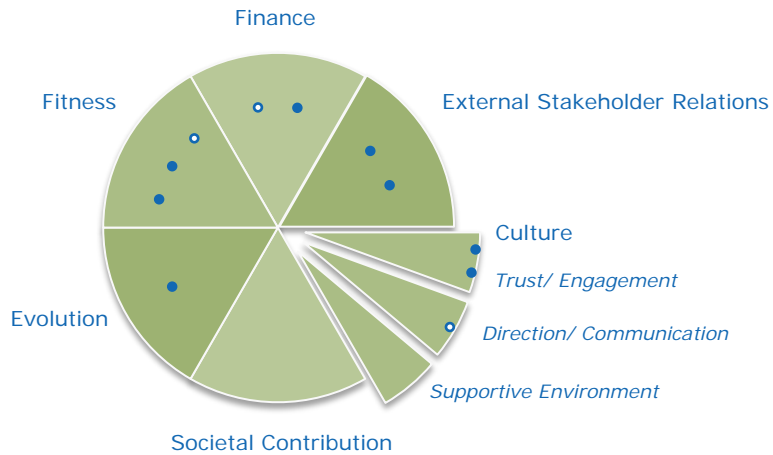 Finance
Fitness
External Stakeholder Relations
Culture
Trust/ Engagement
Evolution
Direction/ Communication
Supportive Environment
Societal Contribution